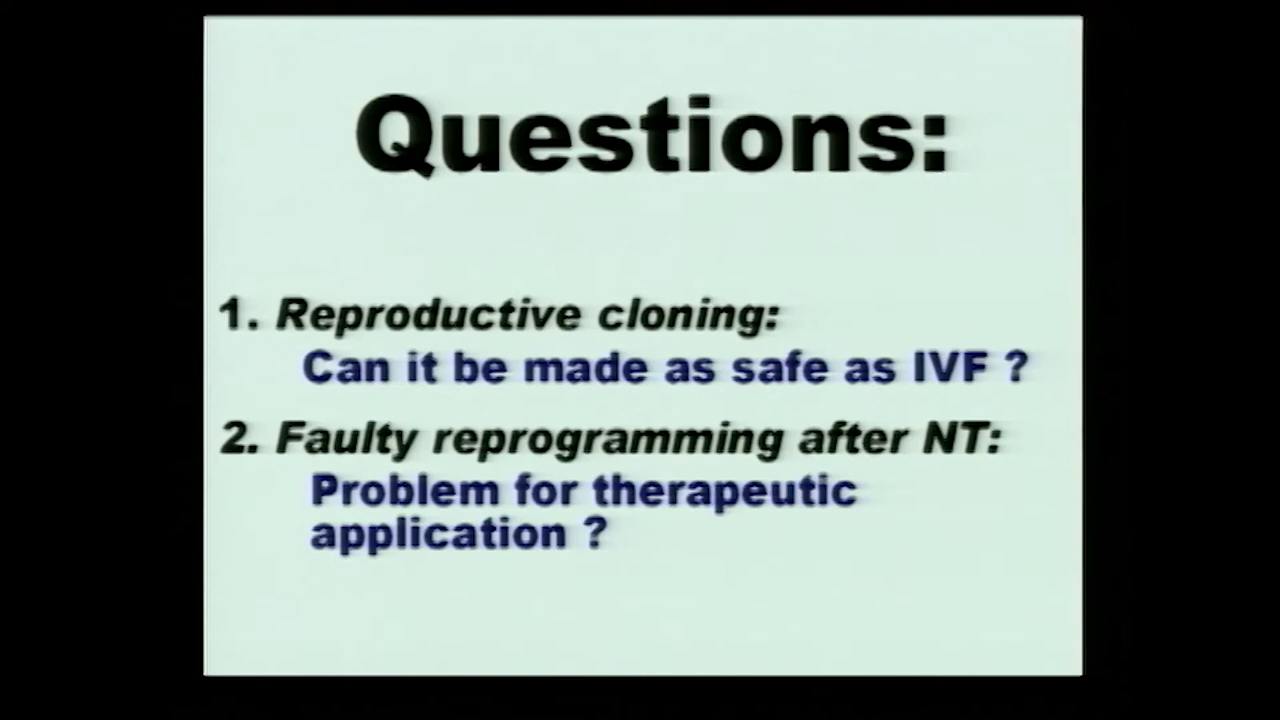 Questions:
1. Reproductive cloning:
Can it be made as safe as IVF ?
2. Faulty reprogramming after NT:
Problem for therapeutic
application ?